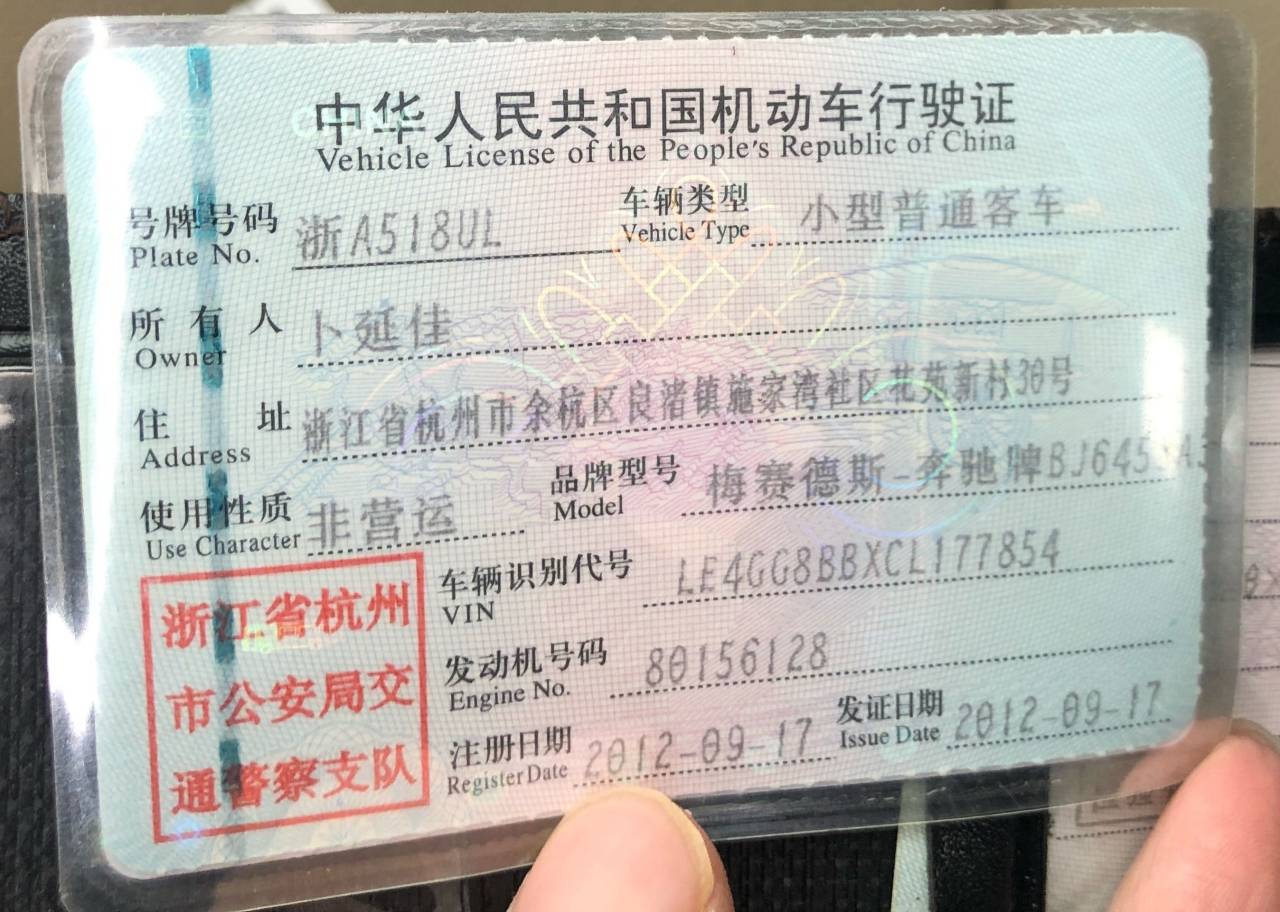 中华人民共和国机动车行驶证
Vehicle License of the People's Republic of China
号牌号码 浙A518UL 车辆类型 小型普通客车
Plate No. Vehicle Type
所有人 卜延佳
Owner
住址 浙江省杭州市余杭区良渚镇施家湾社区花苑新村30号
Address
使用性质 非营运 品牌型号 梅赛德斯-奔驰牌
Use Character Model
车辆识别代号 LE4GG8BBXCL177854
VIN
发动机号码 80156128
Engine No.
注册日期 2012-09-17 发证日期 2012-09-17
Register Date Issue Date
浙江省杭州
市公安局交
通警察支队